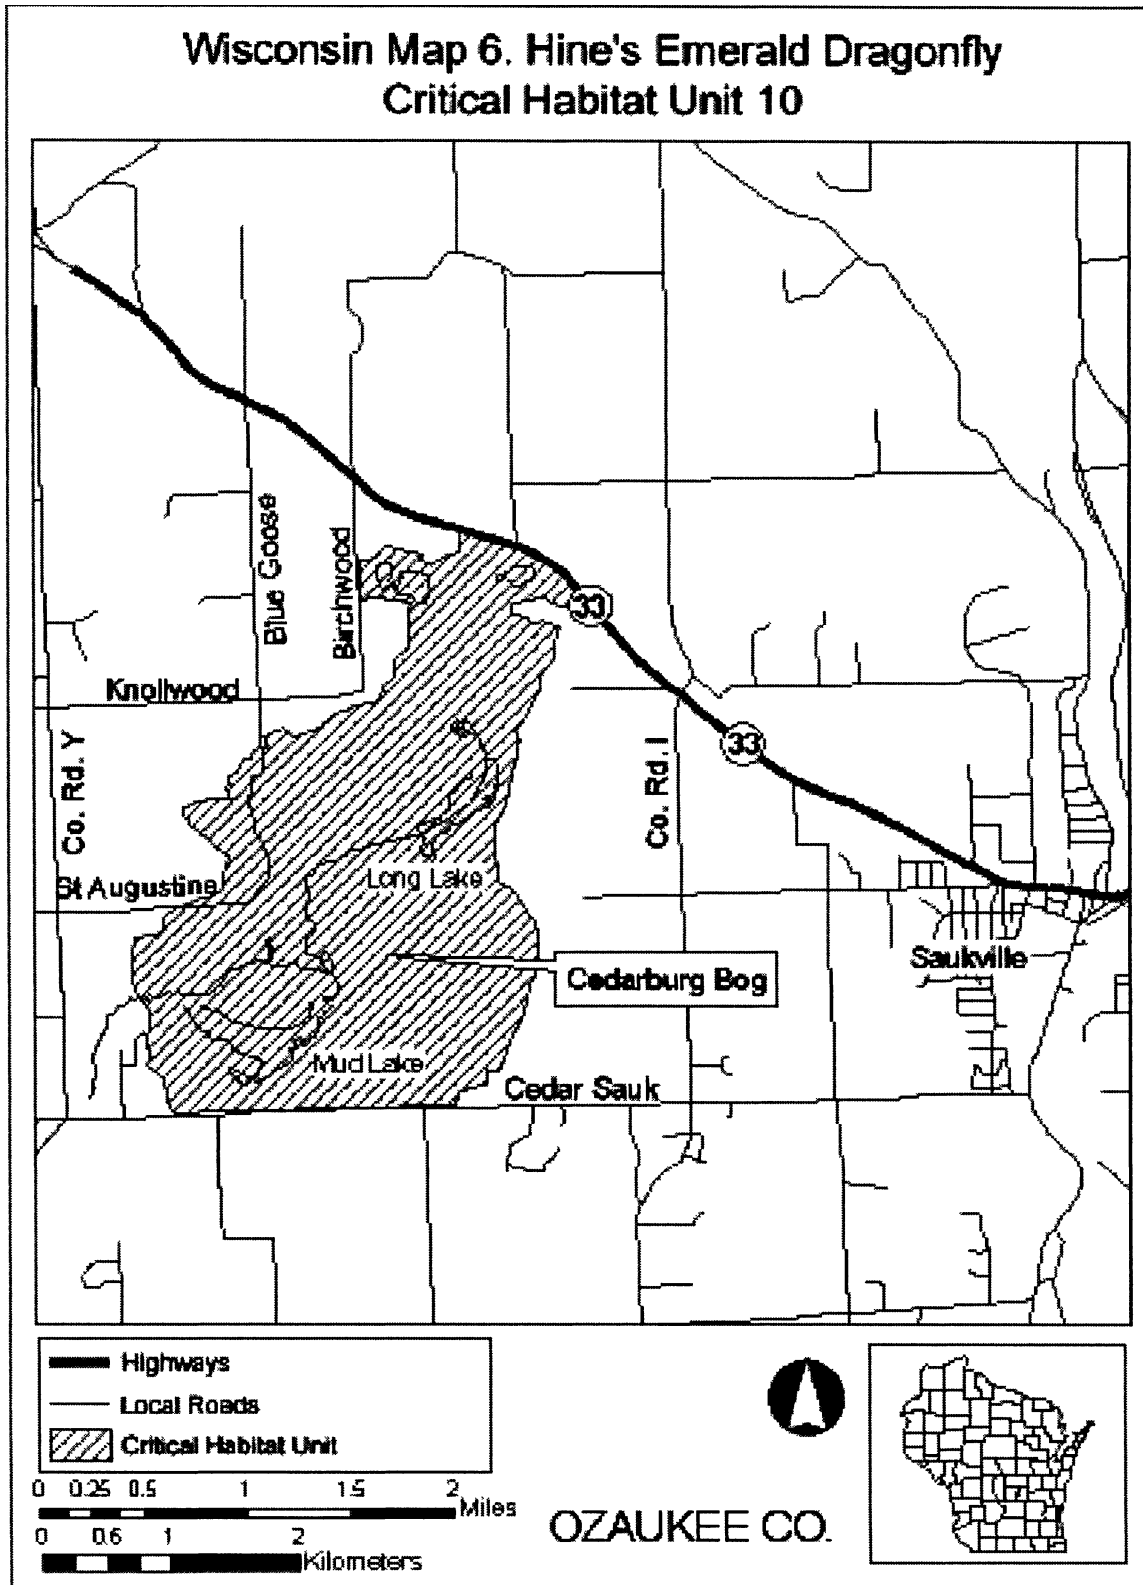 Wisconsin Map 6. Hine's Emerald Dragonfly
Critical Habitat Unit 10
Blue Goose
Birchwood
33
Knollwood
Co. Rd. Y
Co. Rd. I
33
St Augustine
Long Lake
Saukville
Cedarburg Bog
Mud Lake
Cedar Sauk
Highways
Local Roads
Critical Habitat Unit
0 0.25 0.5 1 1.5 2
Miles
0 0.6 1 2
Kilometers
OZAUKEE CO.